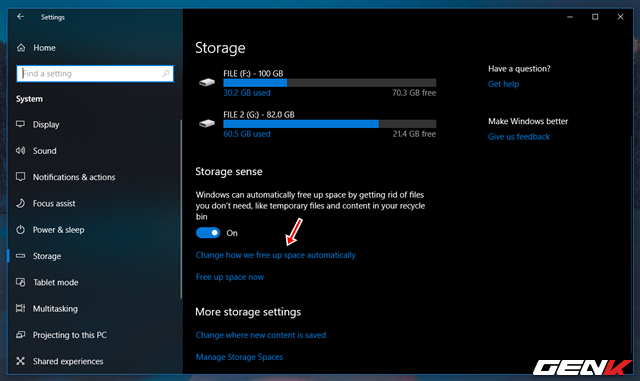 Settings
Home
Find a setting
System
Display
Sound
Notifications & actions
Focus assist
Power & sleep
Storage
Tablet mode
Multitasking
Projecting to this PC
Shared experiences
Storage
FILE (F:) - 100 GB
30.2 GB used
70.3 GB free
FILE 2 (G:) - 82.0 GB
60.5 GB used
21.4 GB free
Storage sense
Windows can automatically free up space by getting rid of files
you don't need, like temporary files and content in your recycle
bin
On
Change how we free up space automatically
Free up space now
More storage settings
Change where new content is saved
Manage Storage Spaces
Have a question?
Get help
Make Windows better
Give us feedback
GENK